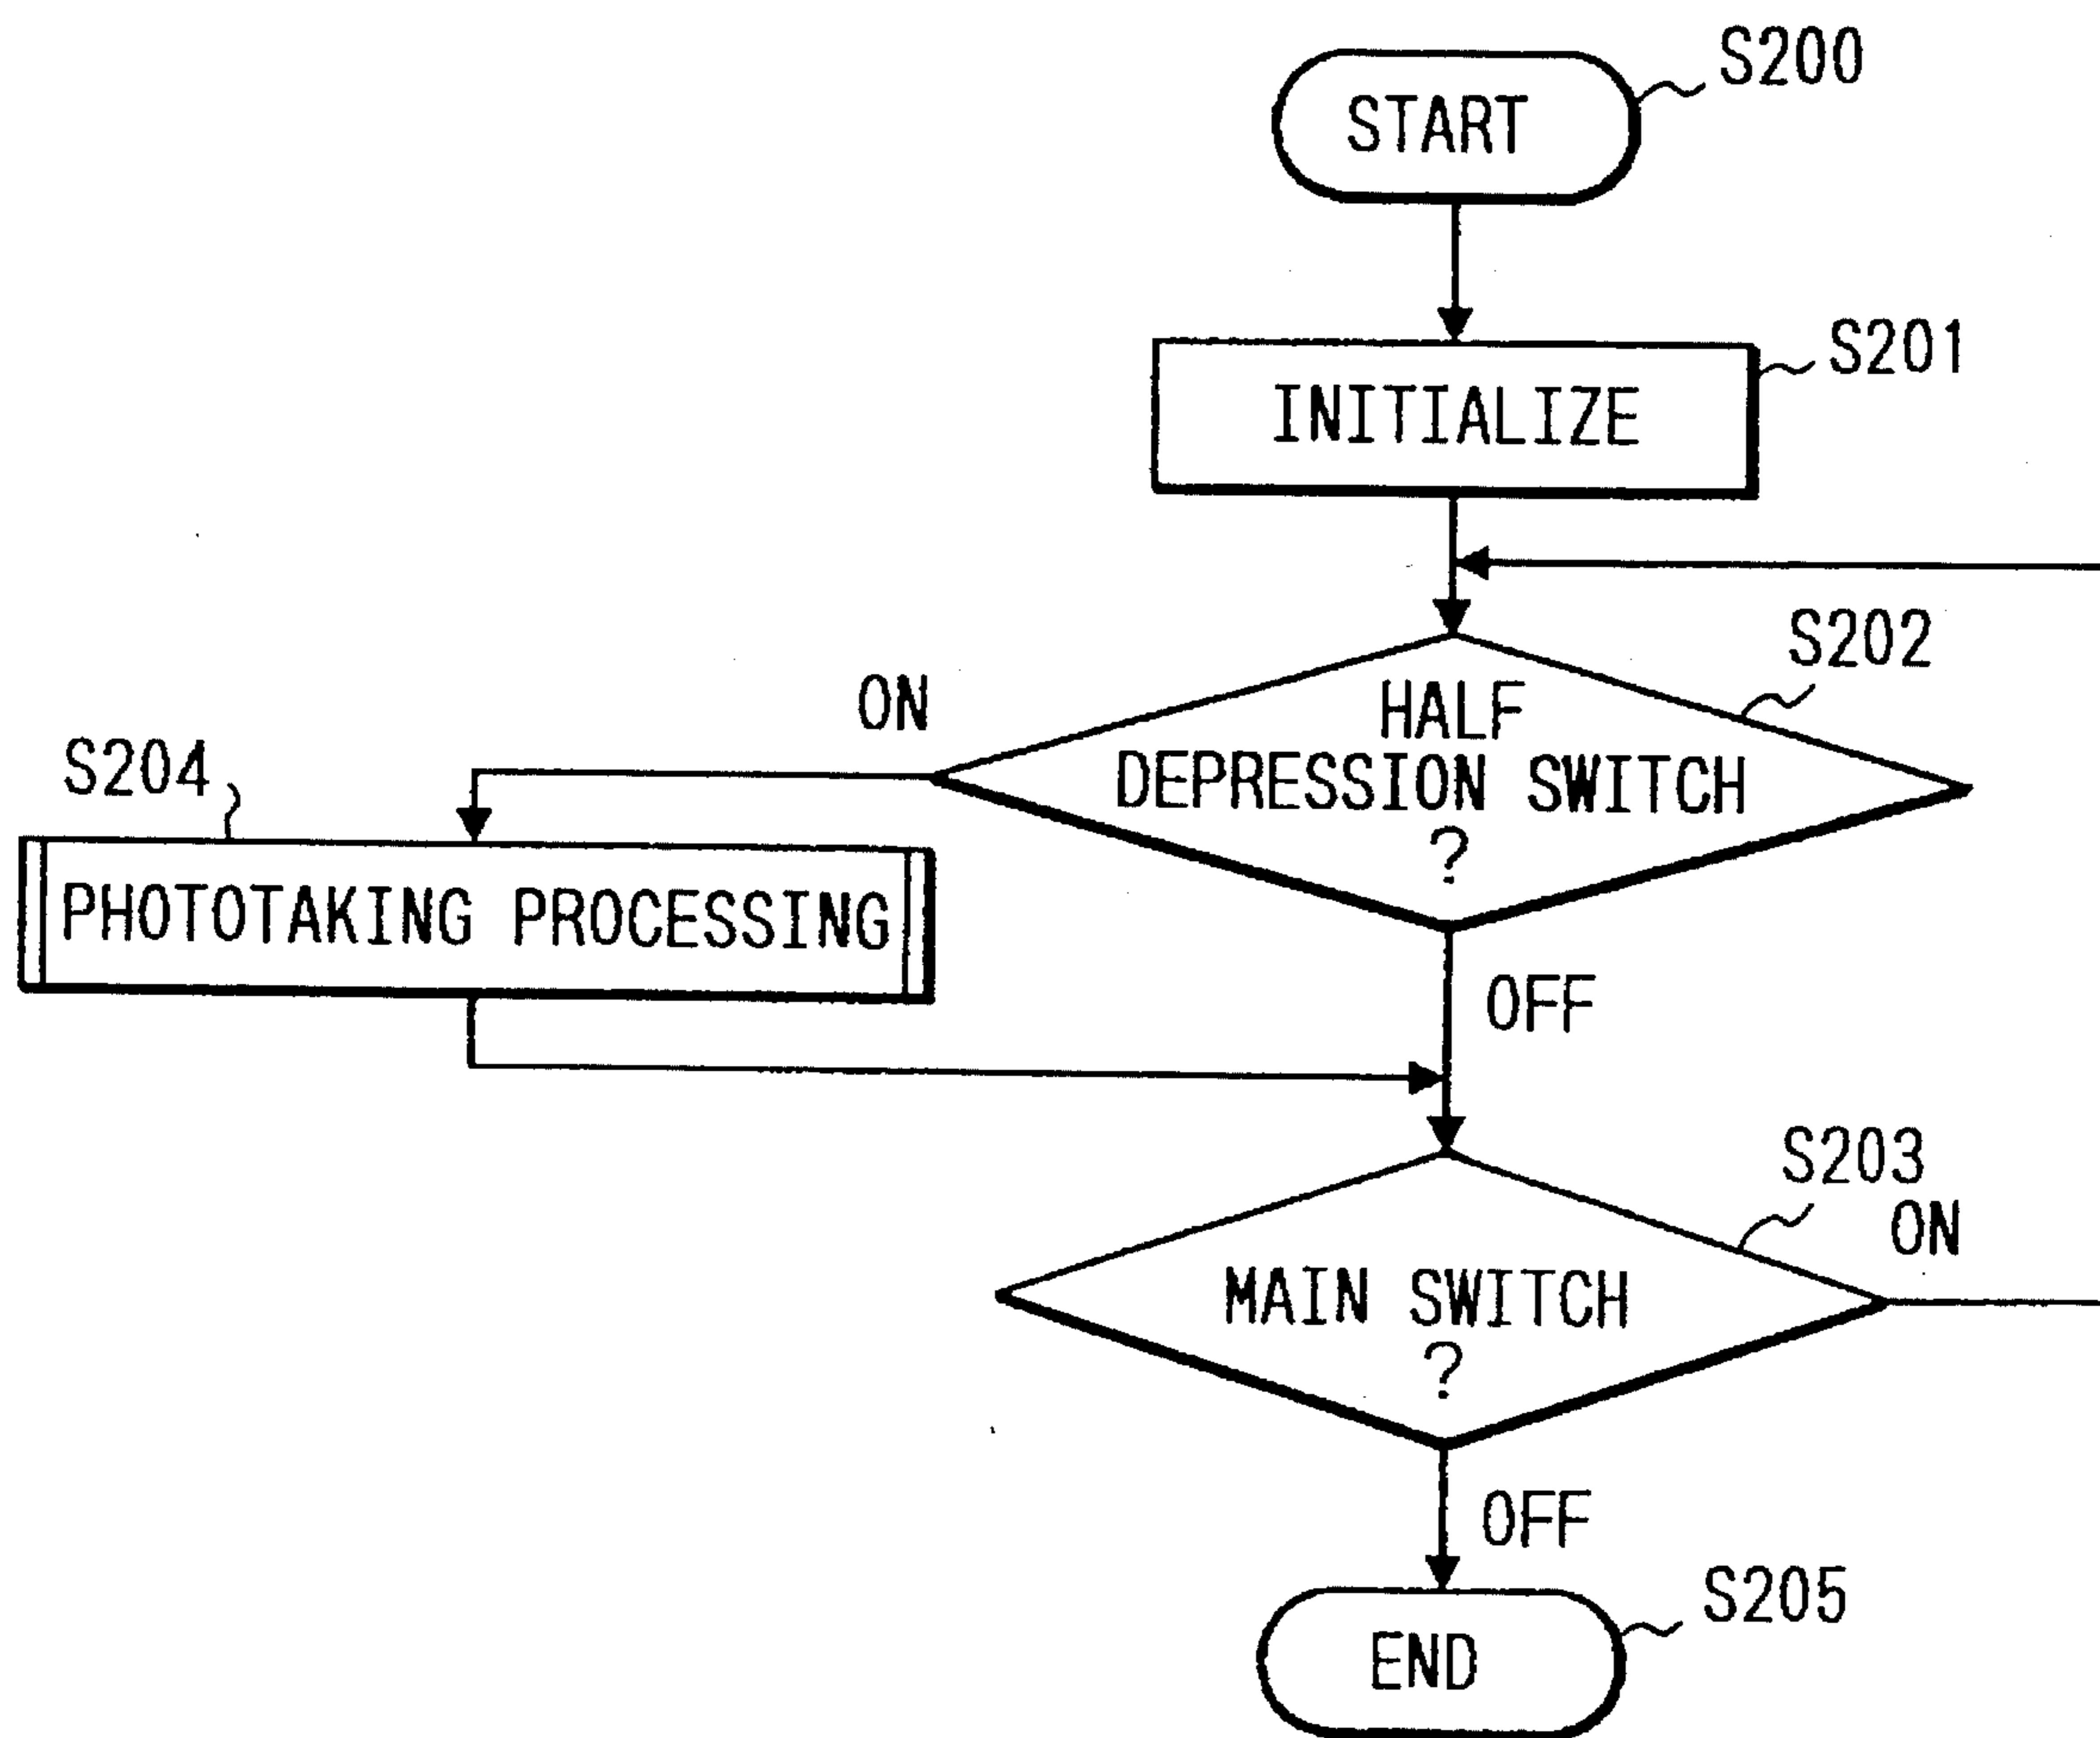 S200
START
S201
INITIALIZE
S202
ON
HALF
DEPRESSION SWITCH
?
S204
PHOTOTAKING PROCESSING
OFF
S203
ON
MAIN SWITCH
?
OFF
S205
END